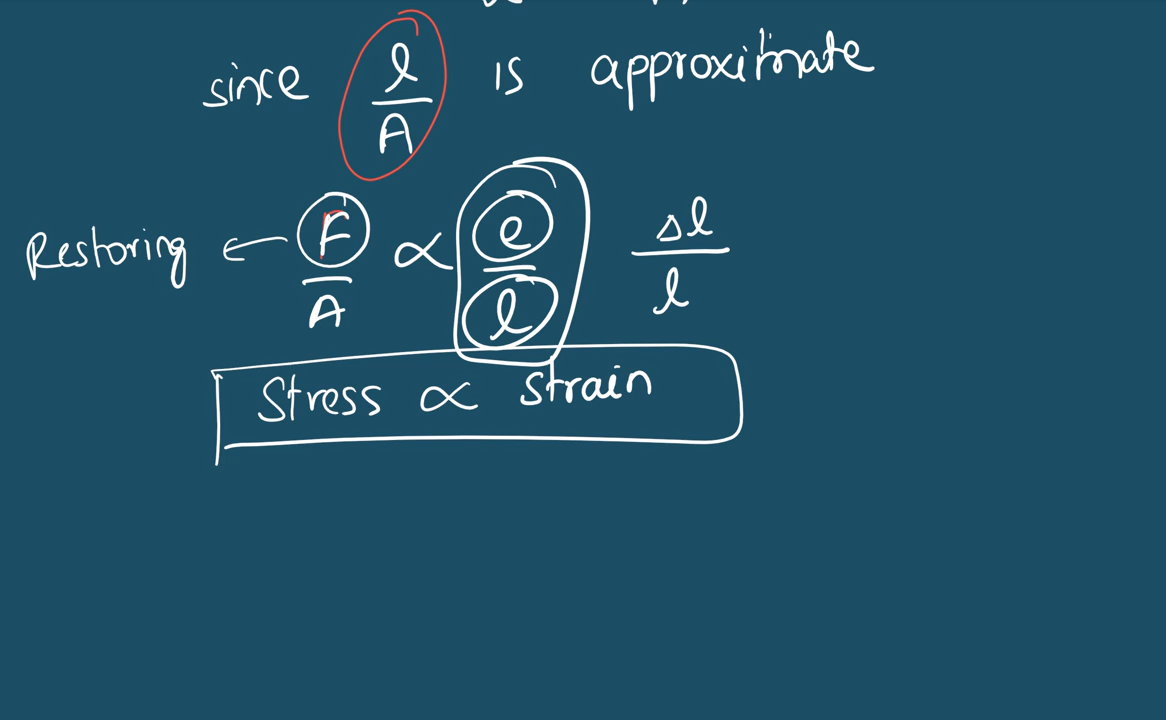 since l/A is approximate
Restoring ← F/A ∝ e/l Δl/l
Stress ∝ strain